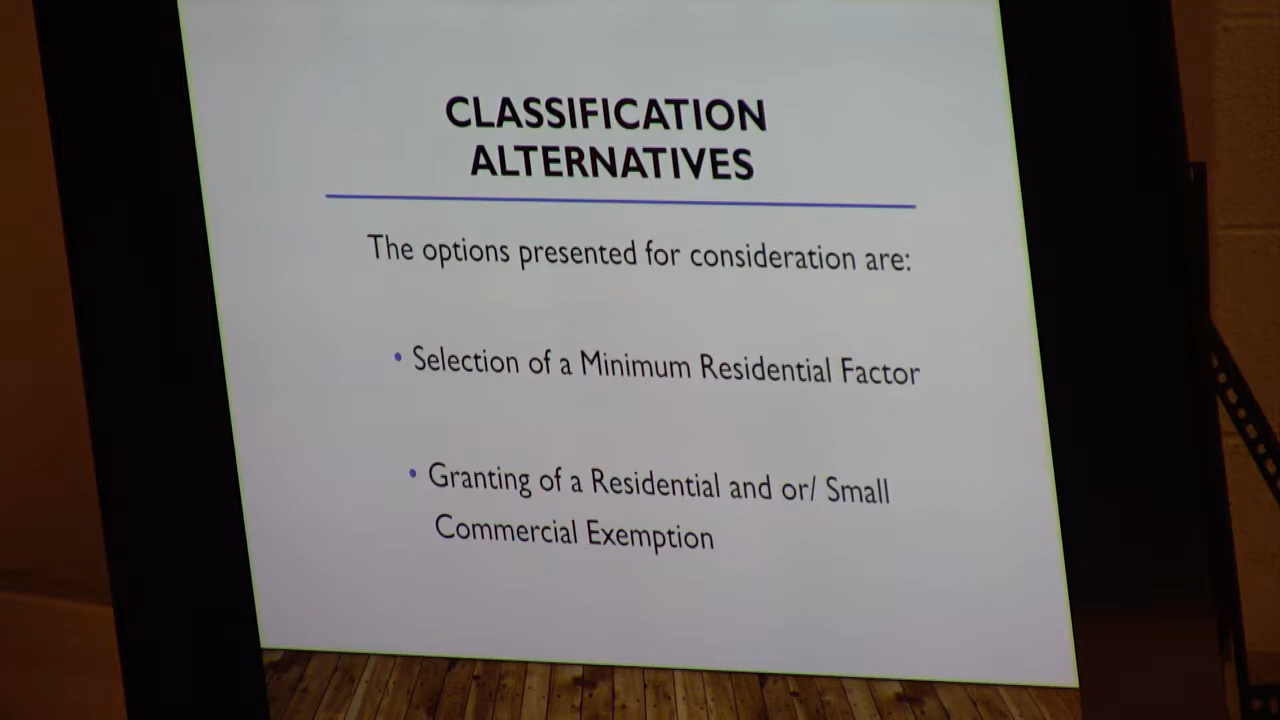 CLASSIFICATION
ALTERNATIVES
The options presented for consideration are:
• Selection of a Minimum Residential Factor
• Granting of a Residential and or/ Small
Commercial Exemption